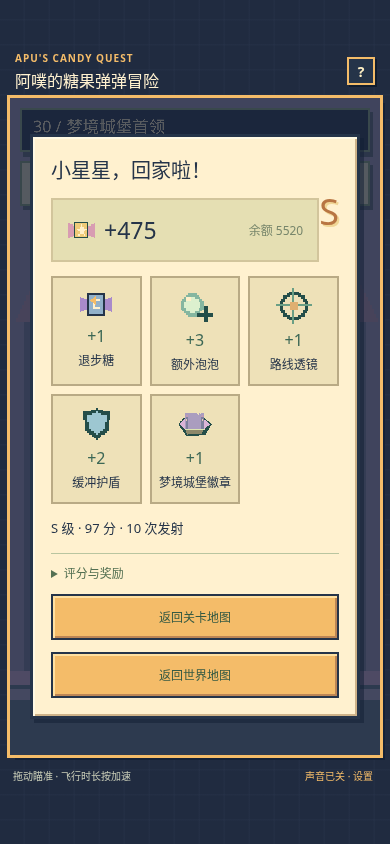 APU'S CANDY QUEST
阿噗的糖果弹弹冒险
?
30 / 梦境城堡首领
小星星，回家啦！
S
+475
余额 5520
+1
退步糖
+3
额外泡泡
+1
路线透镜
+2
缓冲护盾
+1
梦境城堡徽章
S 级 · 97 分 · 10 次发射
▶ 评分与奖励
返回关卡地图
返回世界地图
拖动瞄准 · 飞行时长按加速
声音已关 · 设置